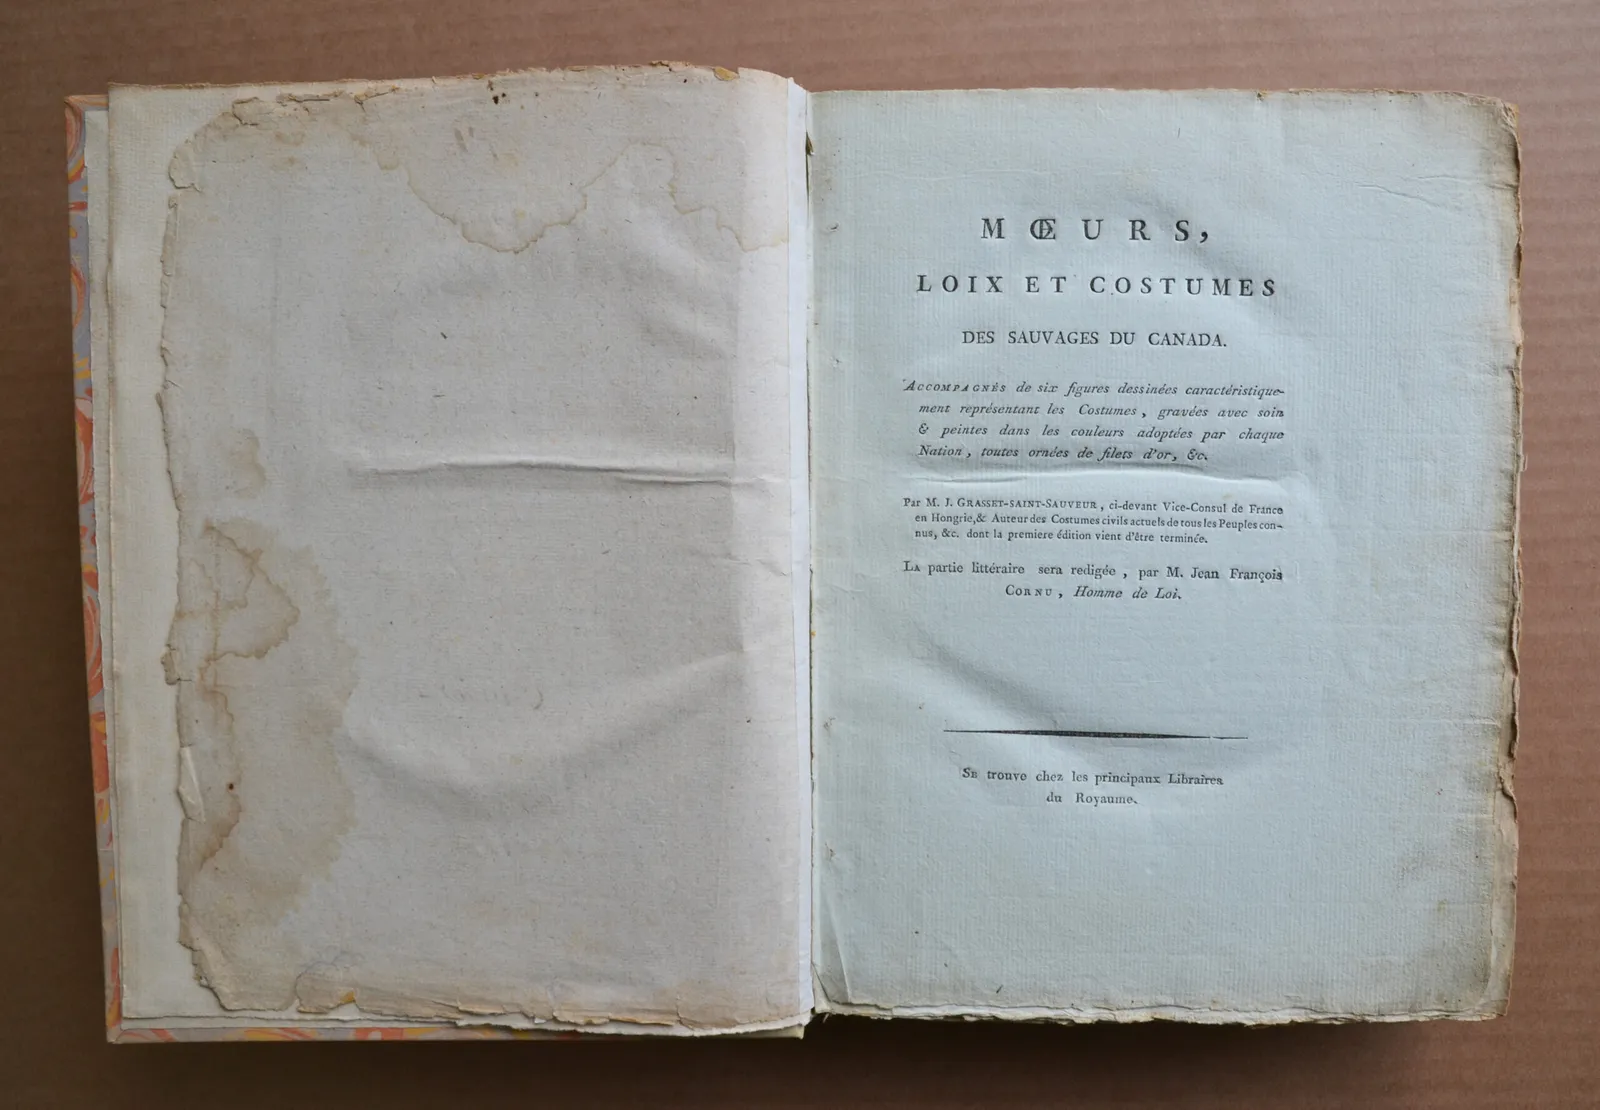 MŒURS,
LOIX ET COSTUMES
DES SAUVAGES DU CANADA.
ACCOMPAGNÉS de six figures dessinées caractéristique-
ment représentant les Costumes, gravées avec soin
& peintes dans les couleurs adoptées par chaque
Nation, toutes ornées de filets d'or, &c.
Par M. J. GRASSET-SAINT-SAUVEUR, ci-devant Vice-Consul de France
en Hongrie, & Auteur des Costumes civils actuels de tous les Peuples con-
nus, &c. dont la premiere édition vient d'être terminée.
LA partie littéraire sera redigée, par M. Jean François
CORNU, Homme de Loi.
SE trouve chez les principaux Libraires
du Royaume.